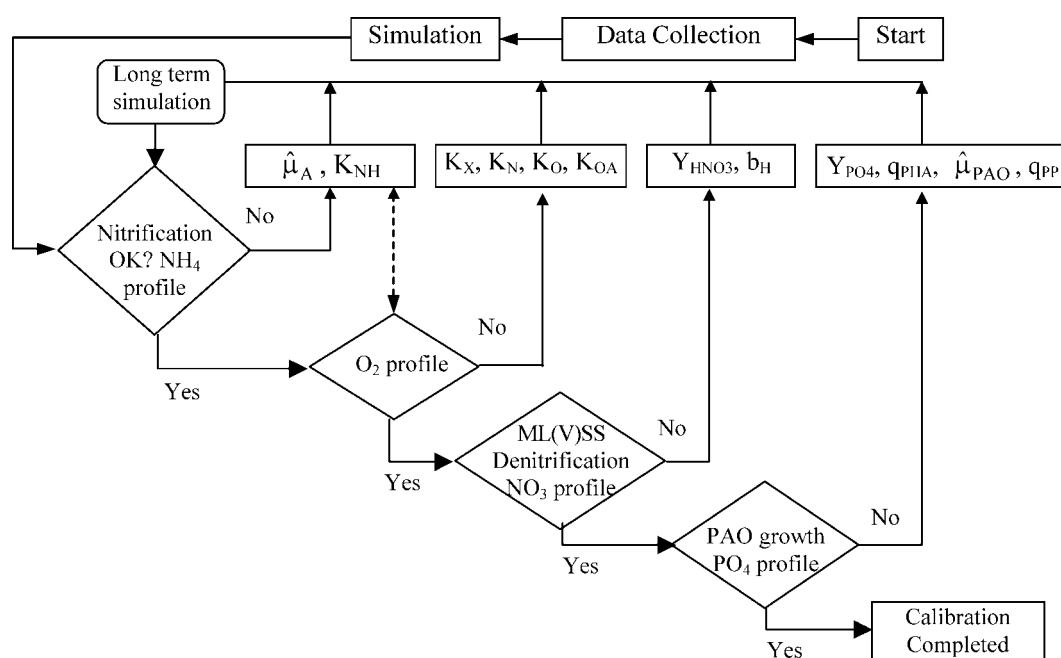 Simulation
Data Collection
Start
Long term
simulation
μ̂A , KNH
KX, KN, KO, KOA
YHNO3, bH
YPO4, qPHA, μ̂PAO, qPP
No
Nitrification
OK? NH4
profile
Yes
No
O2 profile
Yes
No
ML(V)SS
Denitrification
NO3 profile
Yes
No
PAO growth
PO4 profile
Yes
Calibration
Completed